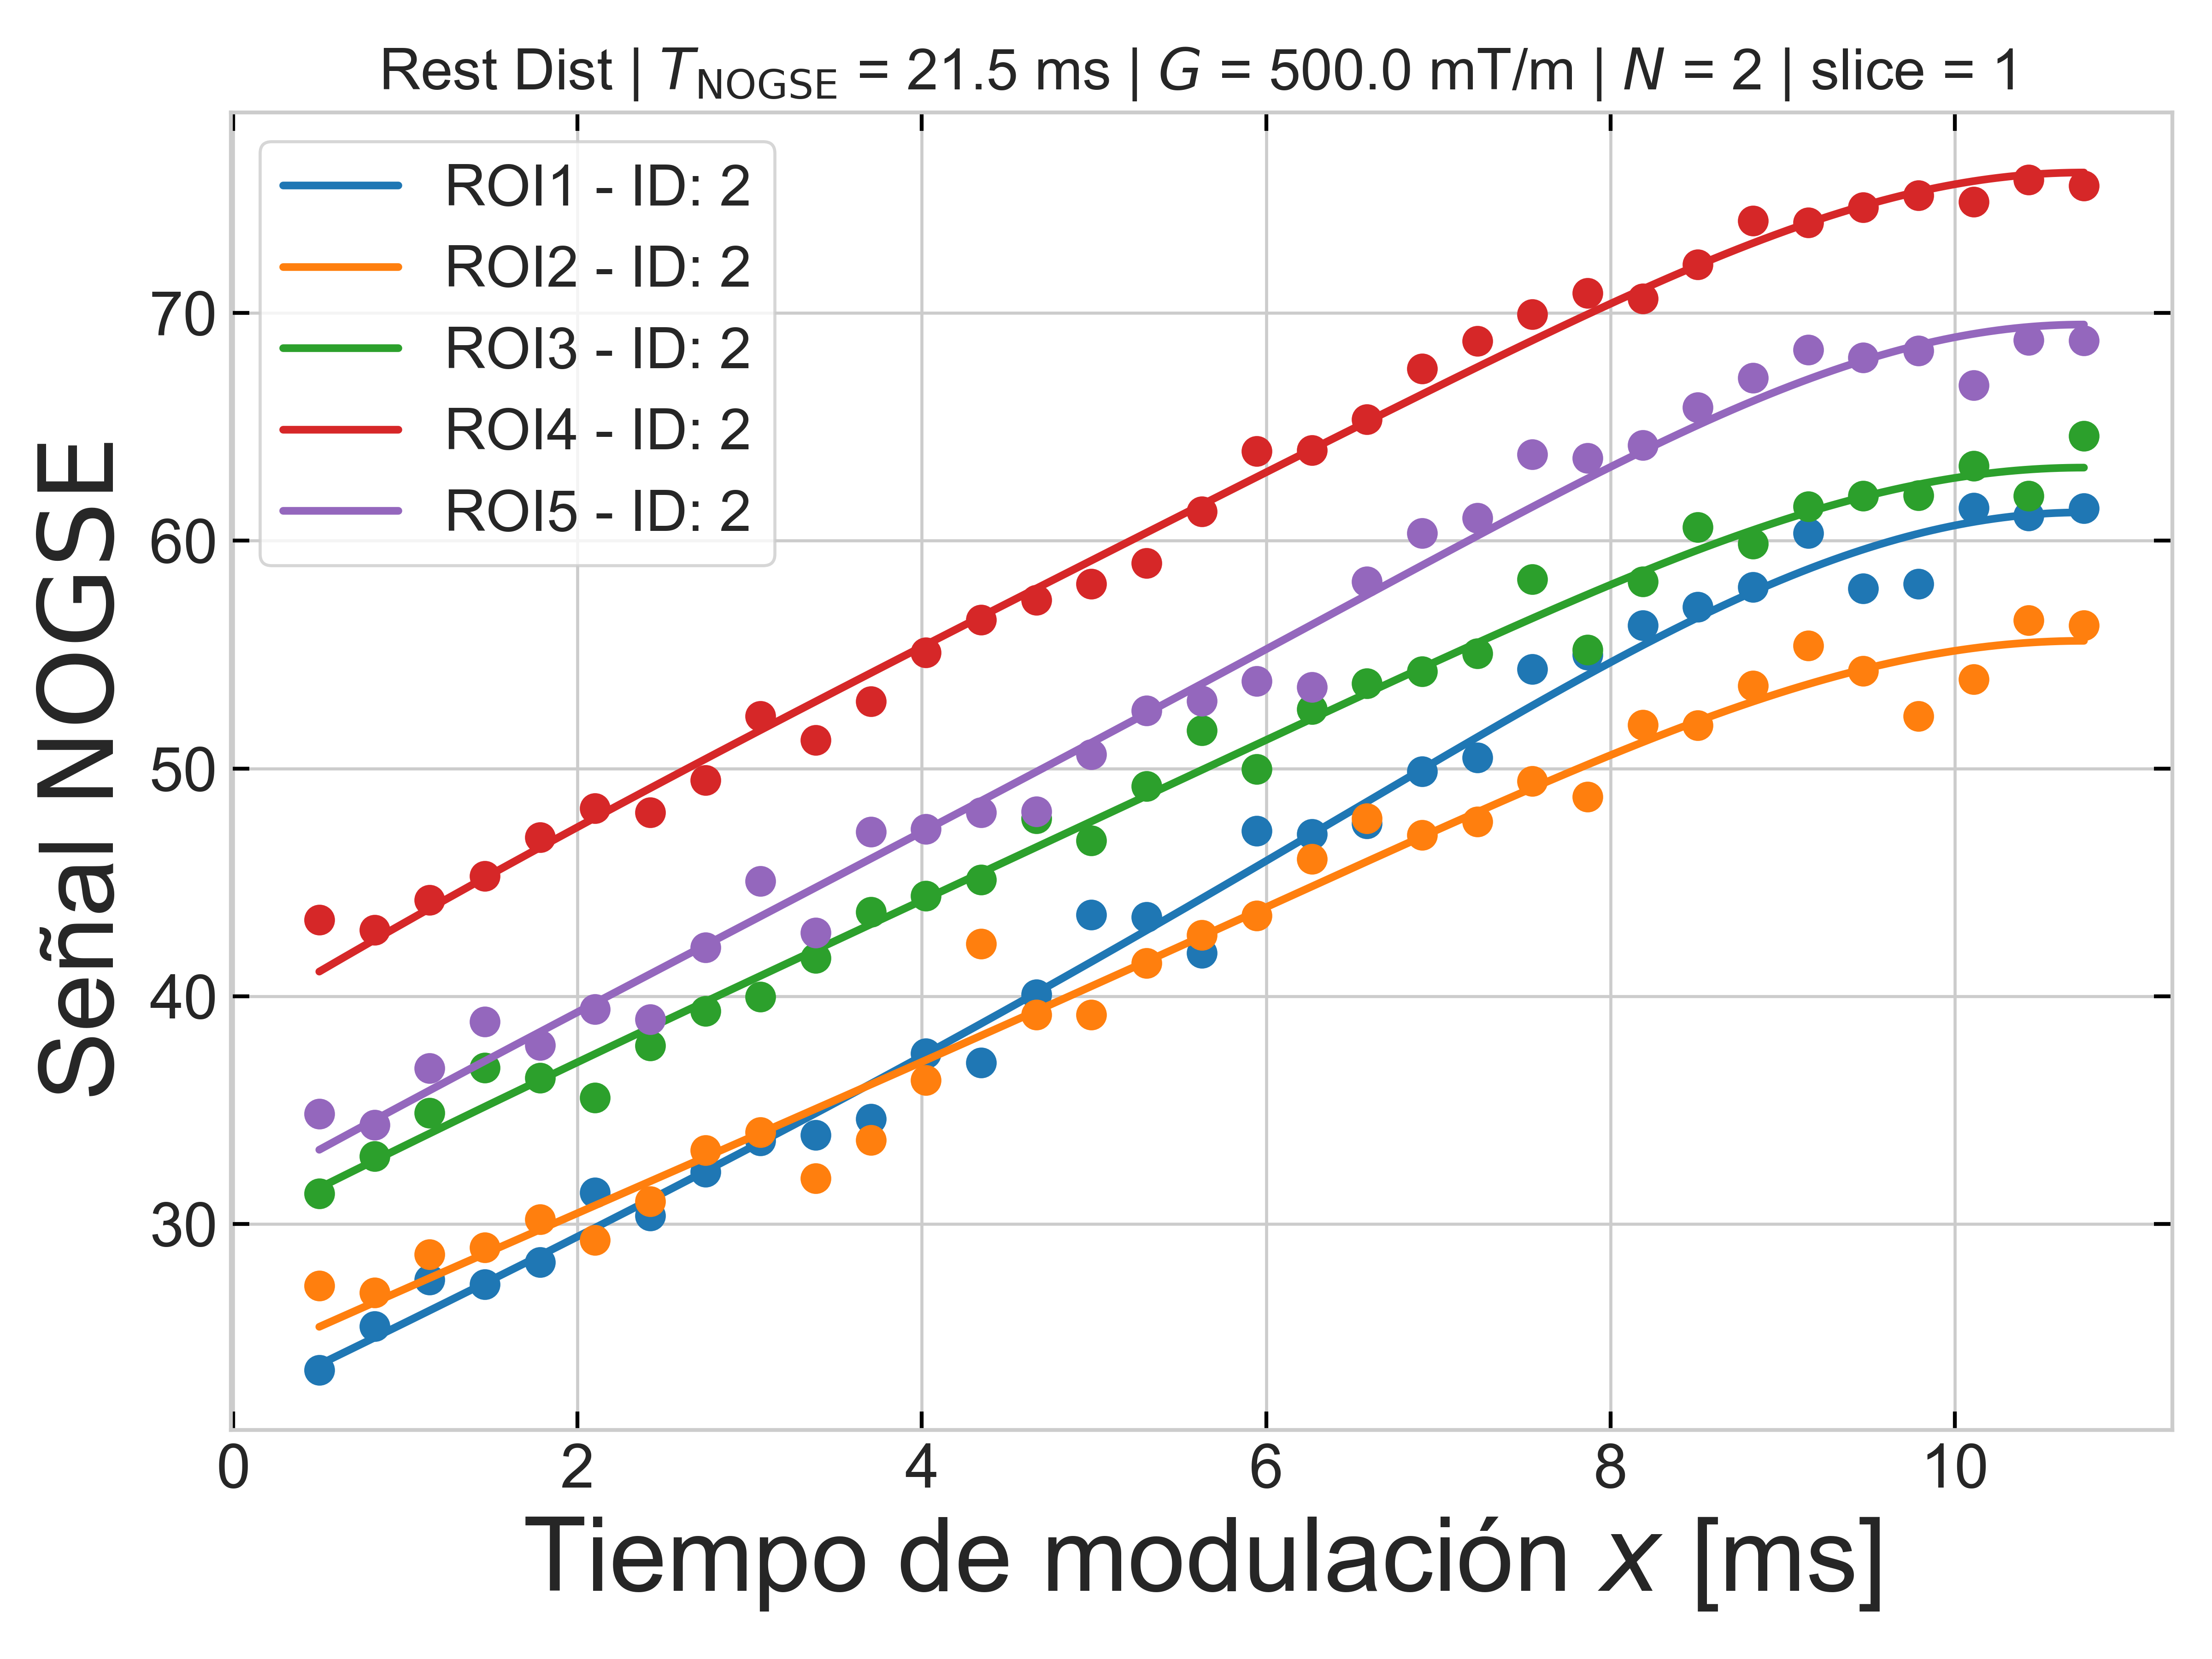 Rest Dist | T_NOGSE = 21.5 ms | G = 500.0 mT/m | N = 2 | slice = 1
ROI1 - ID: 2
ROI2 - ID: 2
ROI3 - ID: 2
ROI4 - ID: 2
ROI5 - ID: 2
Señal NOGSE
70
60
50
40
30
0 2 4 6 8 10
Tiempo de modulación x [ms]